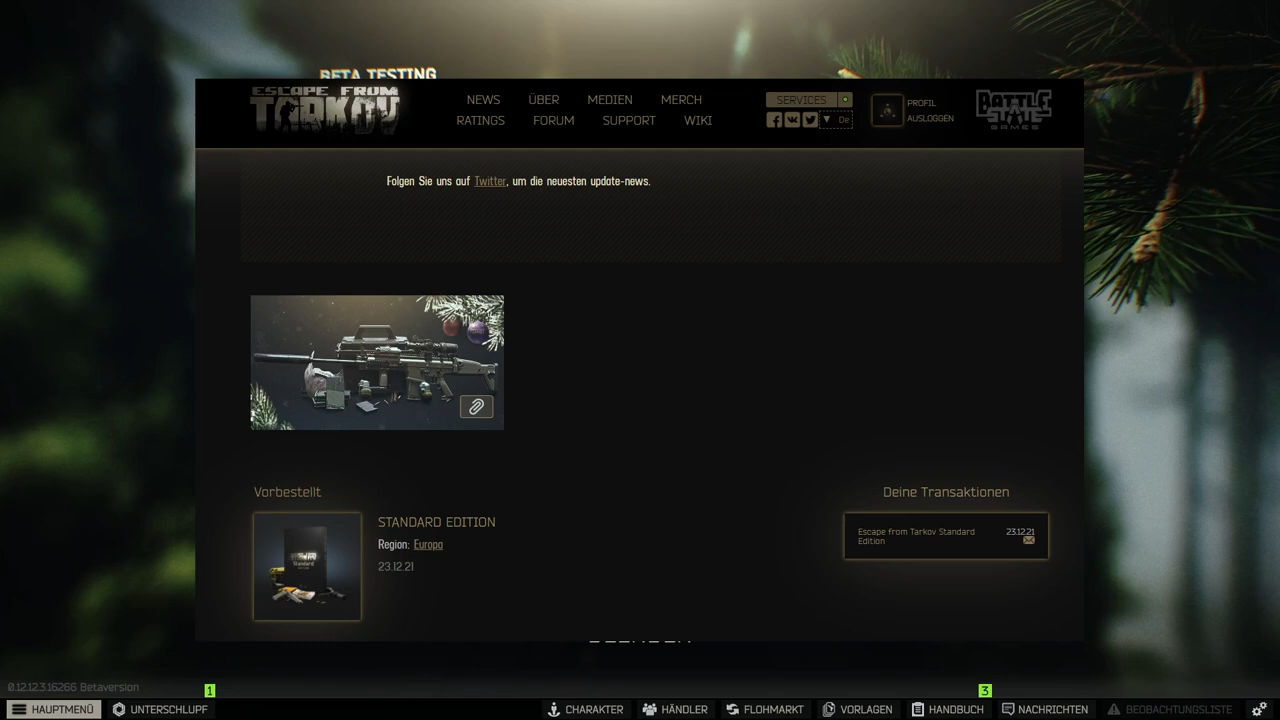 BETA TESTING
ESCAPE FROM
TARKOV
NEWS ÜBER MEDIEN MERCH
RATINGS FORUM SUPPORT WIKI
SERVICES
De
PROFIL
AUSLOGGEN
BATTLE
STATE
GAMES
Folgen Sie uns auf Twitter, um die neuesten update-news.
Vorbestellt
STANDARD EDITION
Region: Europa
23.12.21
Deine Transaktionen
Escape from Tarkov Standard
Edition
23.12.21
0.12.12.3.16266 Betaversion
1
3
HAUPTMENÜ UNTERSCHLUPF CHARAKTER HÄNDLER FLOHMARKT VORLAGEN HANDBUCH NACHRICHTEN BEOBACHTUNGSLISTE